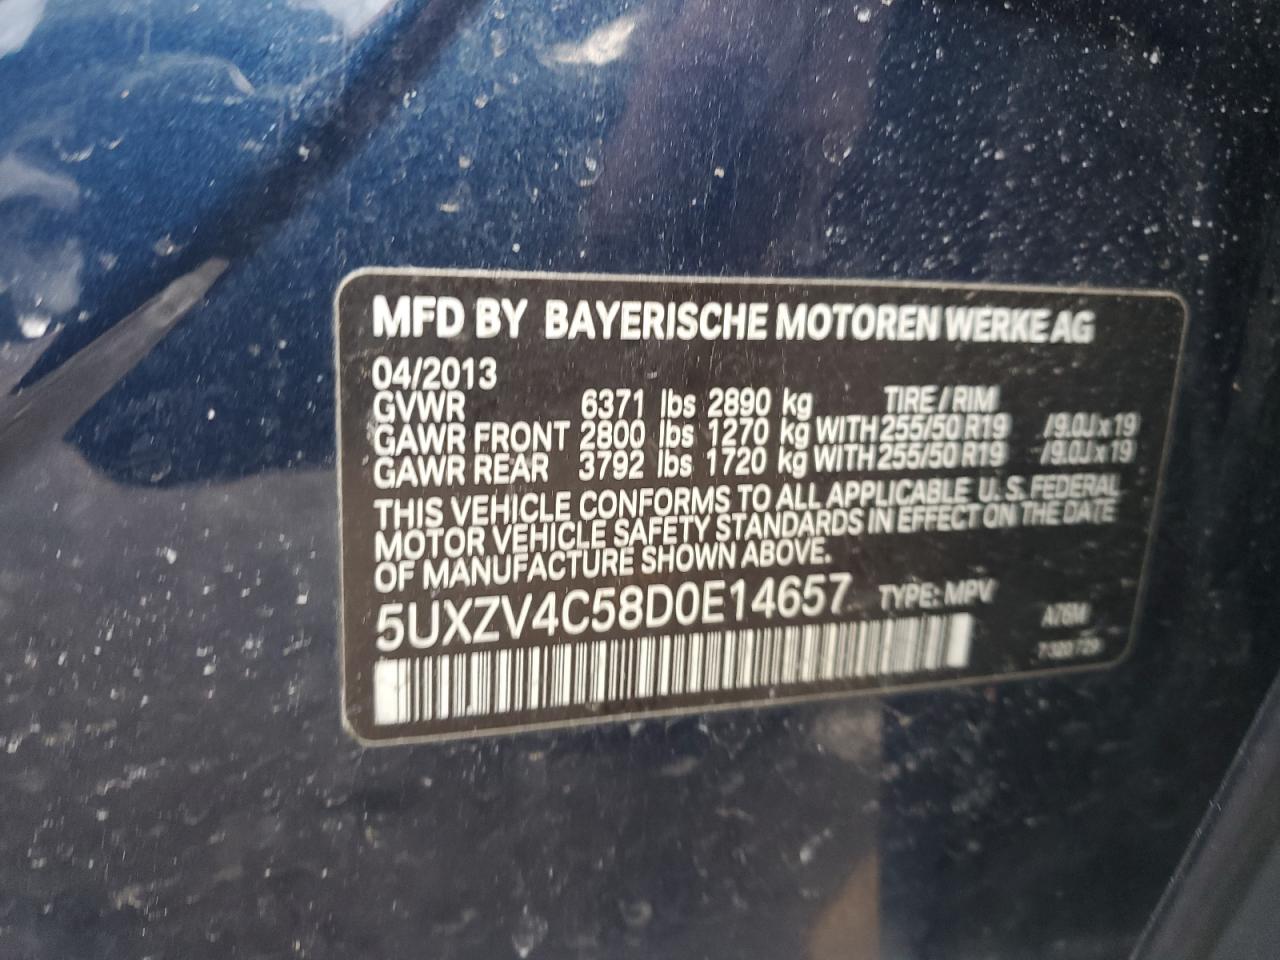 MFD BY BAYERISCHE MOTOREN WERKE AG
04/2013
GVWR 6371 lbs 2890 kg TIRE / RIM
GAWR FRONT 2800 lbs 1270 kg WITH 255/50 R19 /9.0J x 19
GAWR REAR 3792 lbs 1720 kg WITH 255/50 R19 /9.0J x 19
THIS VEHICLE CONFORMS TO ALL APPLICABLE U.S. FEDERAL
MOTOR VEHICLE SAFETY STANDARDS IN EFFECT ON THE DATE
OF MANUFACTURE SHOWN ABOVE.
5UXZV4C58D0E14657 TYPE: MPV
A76M